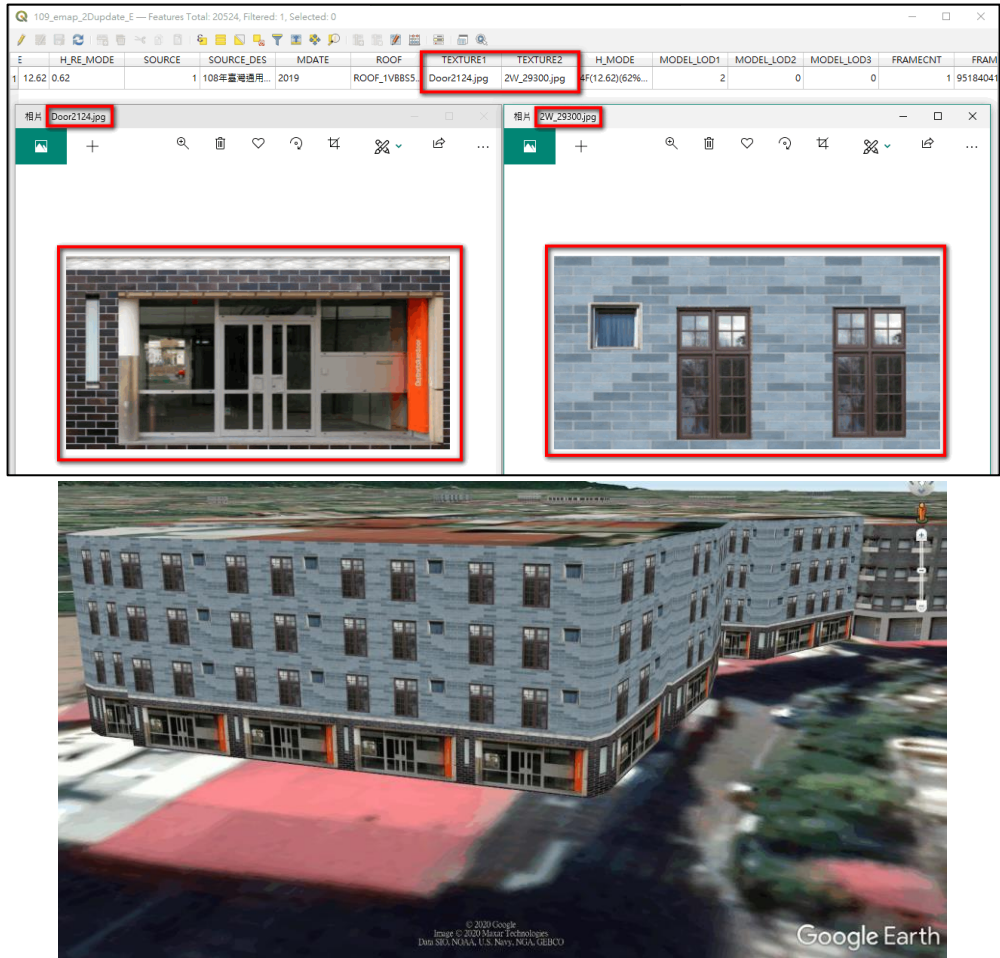 109_emap_2Dupdate_E — Features Total: 20524, Filtered: 1, Selected: 0
E H_RE_MODE SOURCE SOURCE_DES MDATE ROOF TEXTURE1 TEXTURE2 H_MODE MODEL_LOD1 MODEL_LOD2 MODEL_LOD3 FRAMECNT FRAM
1 12.62 0.62 1 108年臺灣通用... 2019 ROOF_1VBBS5... Door2124.jpg 2W_29300.jpg 4F(12.62)(62%... 2 0 0 1 95184041
相片 Door2124.jpg
相片 2W_29300.jpg
© 2020 Google
Image © 2020 Maxar Technologies
Data SIO, NOAA, U.S. Navy, NGA, GEBCO
Google Earth